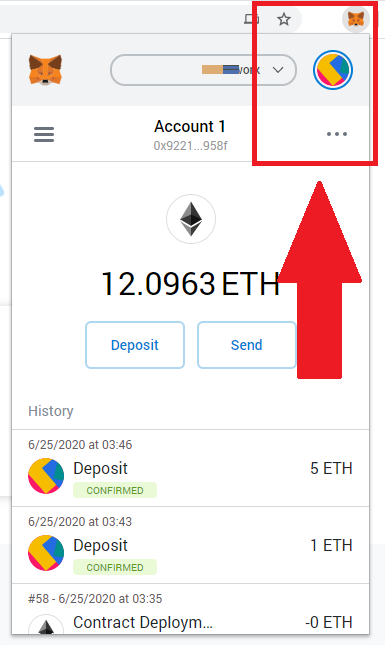 Account 1
0x9221...958f
12.0963 ETH
Deposit
Send
History
6/25/2020 at 03:46
Deposit
5 ETH
CONFIRMED
6/25/2020 at 03:43
Deposit
1 ETH
CONFIRMED
#58 - 6/25/2020 at 03:35
Contract Deploym...
-0 ETH